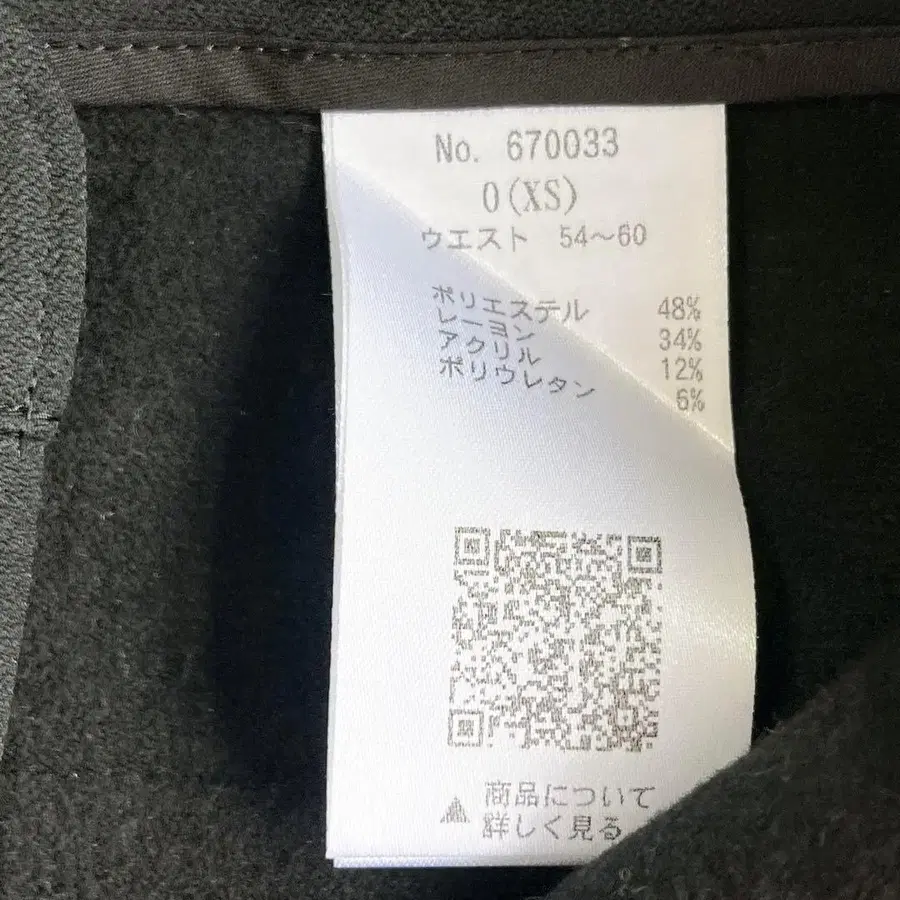 No. 670033
0(XS)
ウエスト 54～60
ポリエステル 48%
レーヨン 34%
アクリル 12%
ポリウレタン 6%
商品について
詳しく見る